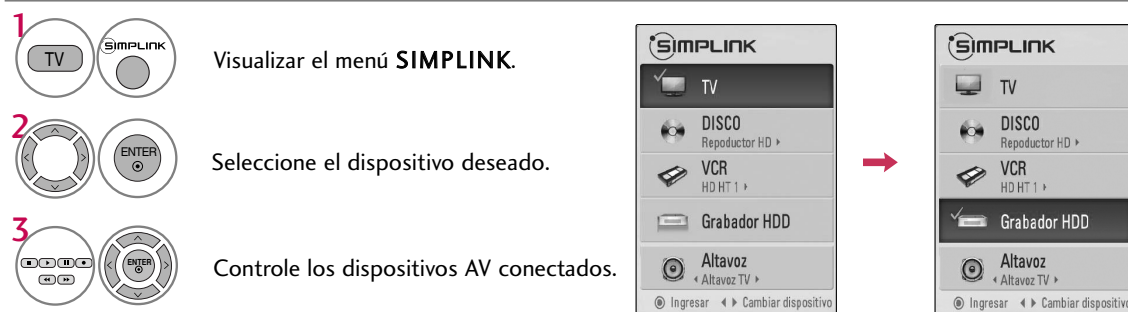 1
TV
SIMPLINK
Visualizar el menú SIMPLINK.
2
ENTER
Seleccione el dispositivo deseado.
3
ENTER
Controle los dispositivos AV conectados.
SIMPLINK
TV
DISCO
Repoductor HD
VCR
HD HT 1
Grabador HDD
Altavoz
Altavoz TV
Ingresar Cambiar dispositivo
SIMPLINK
TV
DISCO
Repoductor HD
VCR
HD HT 1
Grabador HDD
Altavoz
Altavoz TV
Ingresar Cambiar dispositivo